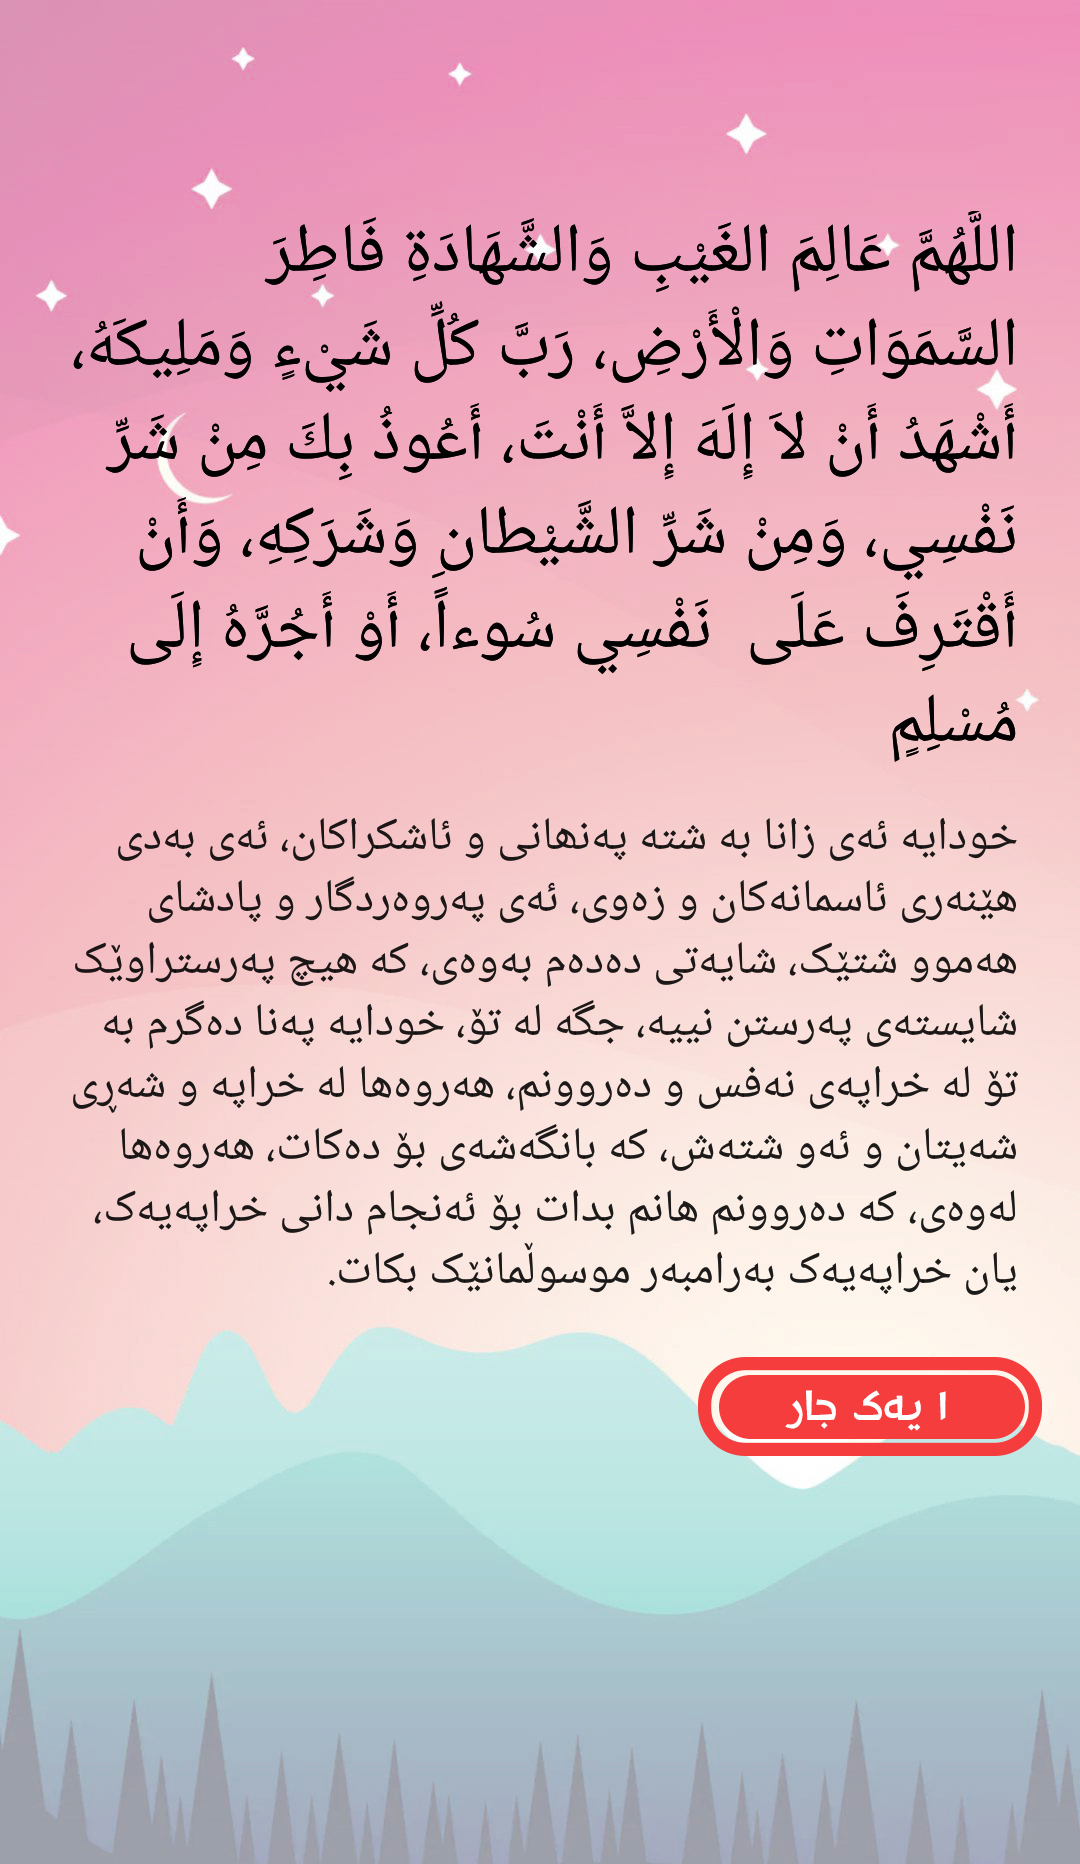 اللَّهُمَّ عَالِمَ الغَيْبِ وَالشَّهَادَةِ فَاطِرَ
السَّمَوَاتِ وَالْأَرْضِ، رَبَّ كُلِّ شَيْءٍ وَمَلِيكَهُ،
أَشْهَدُ أَنْ لاَ إِلَهَ إِلاَّ أَنْتَ، أَعُوذُ بِكَ مِنْ شَرِّ
نَفْسِي، وَمِنْ شَرِّ الشَّيْطانِ وَشَرَكِهِ، وَأَنْ
أَقْتَرِفَ عَلَى نَفْسِي سُوءاً، أَوْ أَجُرَّهُ إِلَى
مُسْلِمٍ
خودایە ئەی زانا بە شتە پەنهانی و ئاشکراکان، ئەی بەدی
هێنەری ئاسمانەکان و زەوی، ئەی پەروەردگار و پادشای
هەموو شتێک، شایەتی دەدەم بەوەی، کە هیچ پەرستراوێک
شایستەی پەرستن نییە، جگە لە تۆ، خودایە پەنا دەگرم بە
تۆ لە خراپەی نەفس و دەروونم، هەروەها لە خراپە و شەڕی
شەیتان و ئەو شتەش، کە بانگەشەی بۆ دەکات، هەروەها
لەوەی، کە دەروونم هانم بدات بۆ ئەنجام دانی خراپەیەک،
یان خراپەیەک بەرامبەر موسوڵمانێک بکات.
١ یەک جار